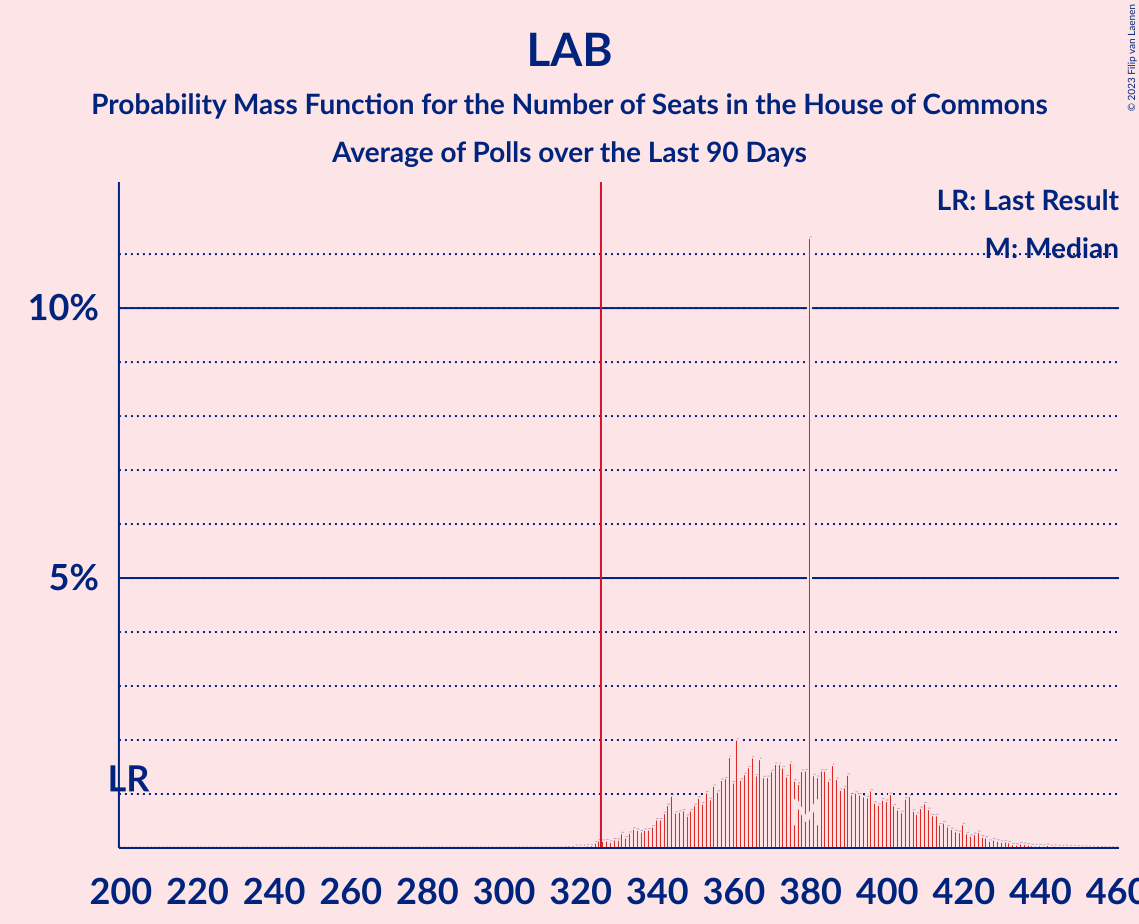 LAB
Probability Mass Function for the Number of Seats in the House of Commons
Average of Polls over the Last 90 Days
© 2023 Filip van Laenen
LR: Last Result
M: Median
10%
5%
LR
M
200 220 240 260 280 300 320 340 360 380 400 420 440 460